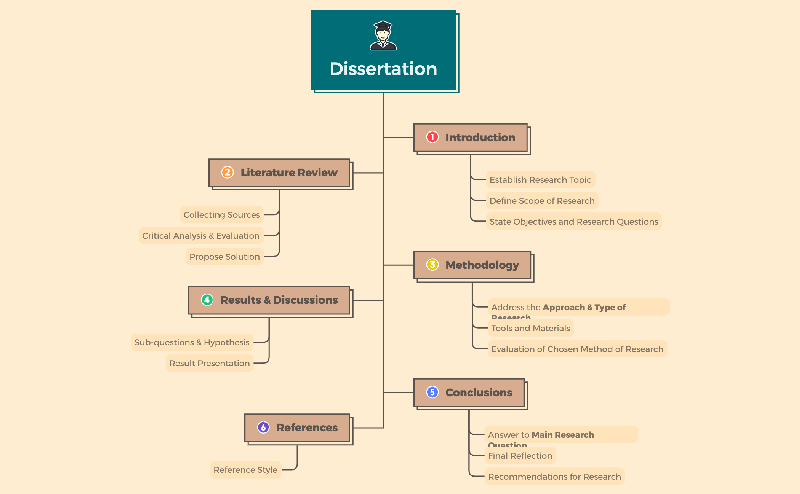 Dissertation
1 Introduction
Establish Research Topic
Define Scope of Research
State Objectives and Research Questions
2 Literature Review
Collecting Sources
Critical Analysis & Evaluation
Propose Solution
3 Methodology
Address the Approach & Type of
Research
Tools and Materials
Evaluation of Chosen Method of Research
4 Results & Discussions
Sub-questions & Hypothesis
Result Presentation
5 Conclusions
Answer to Main Research
Question
Final Reflection
Recommendations for Research
6 References
Reference Style